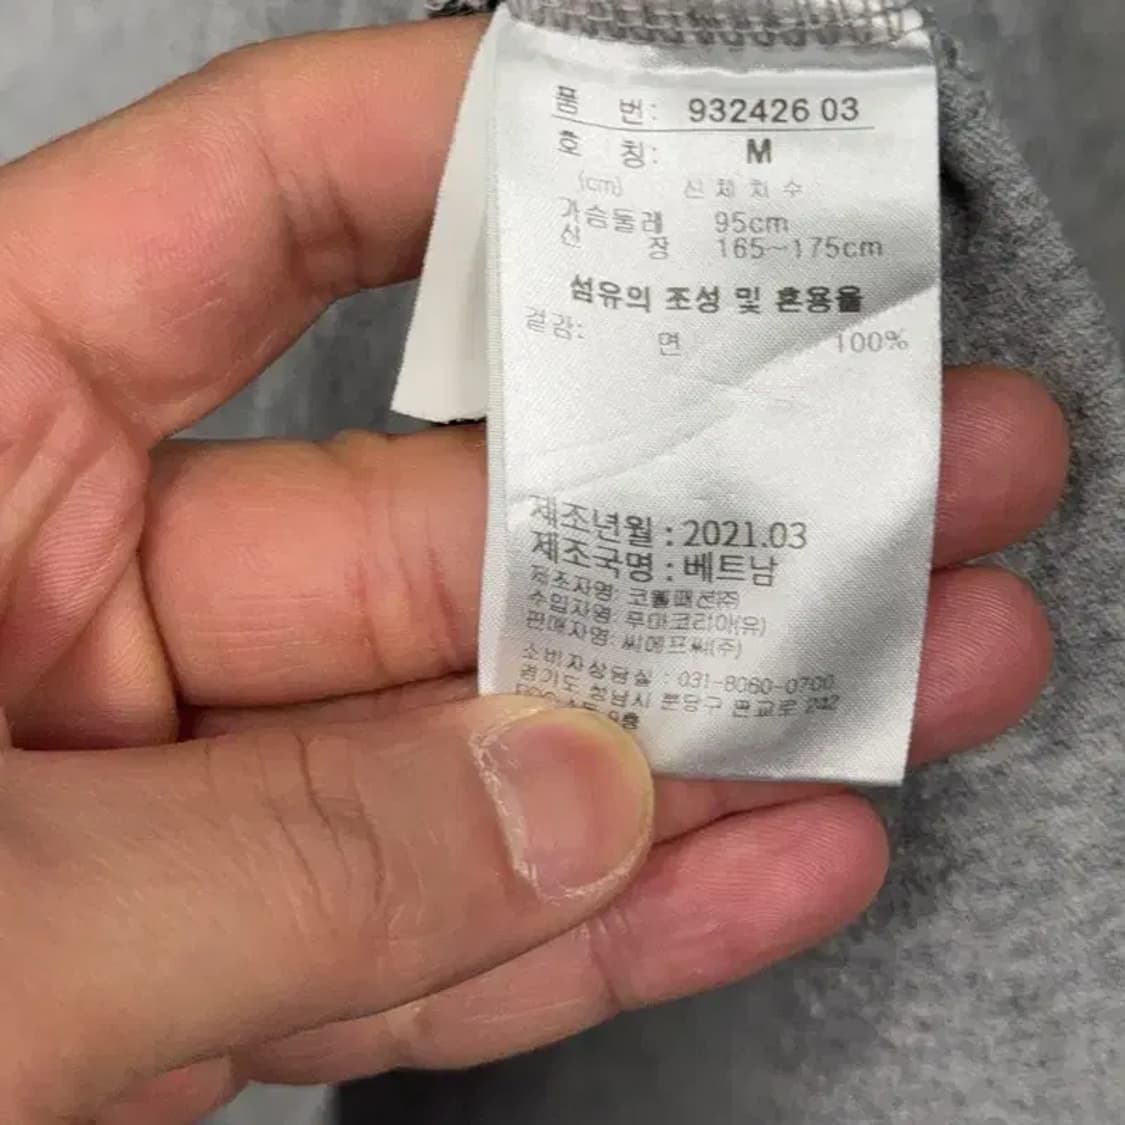 품 번: 932426 03
호 칭: M
(cm) 신체치수
가슴둘레 95cm
신 장 165~175cm
섬유의 조성 및 혼용율
겉감: 면 100%
제조년월 : 2021.03
제조국명 : 베트남
제조자명: 코웰패션(주)
수입자명: 푸마코리아(유)
판매자명: 씨에프쎄(주)
소비자상담실 : 031-8060-0700
경기도 성남시 분당구 판교로 242
9층